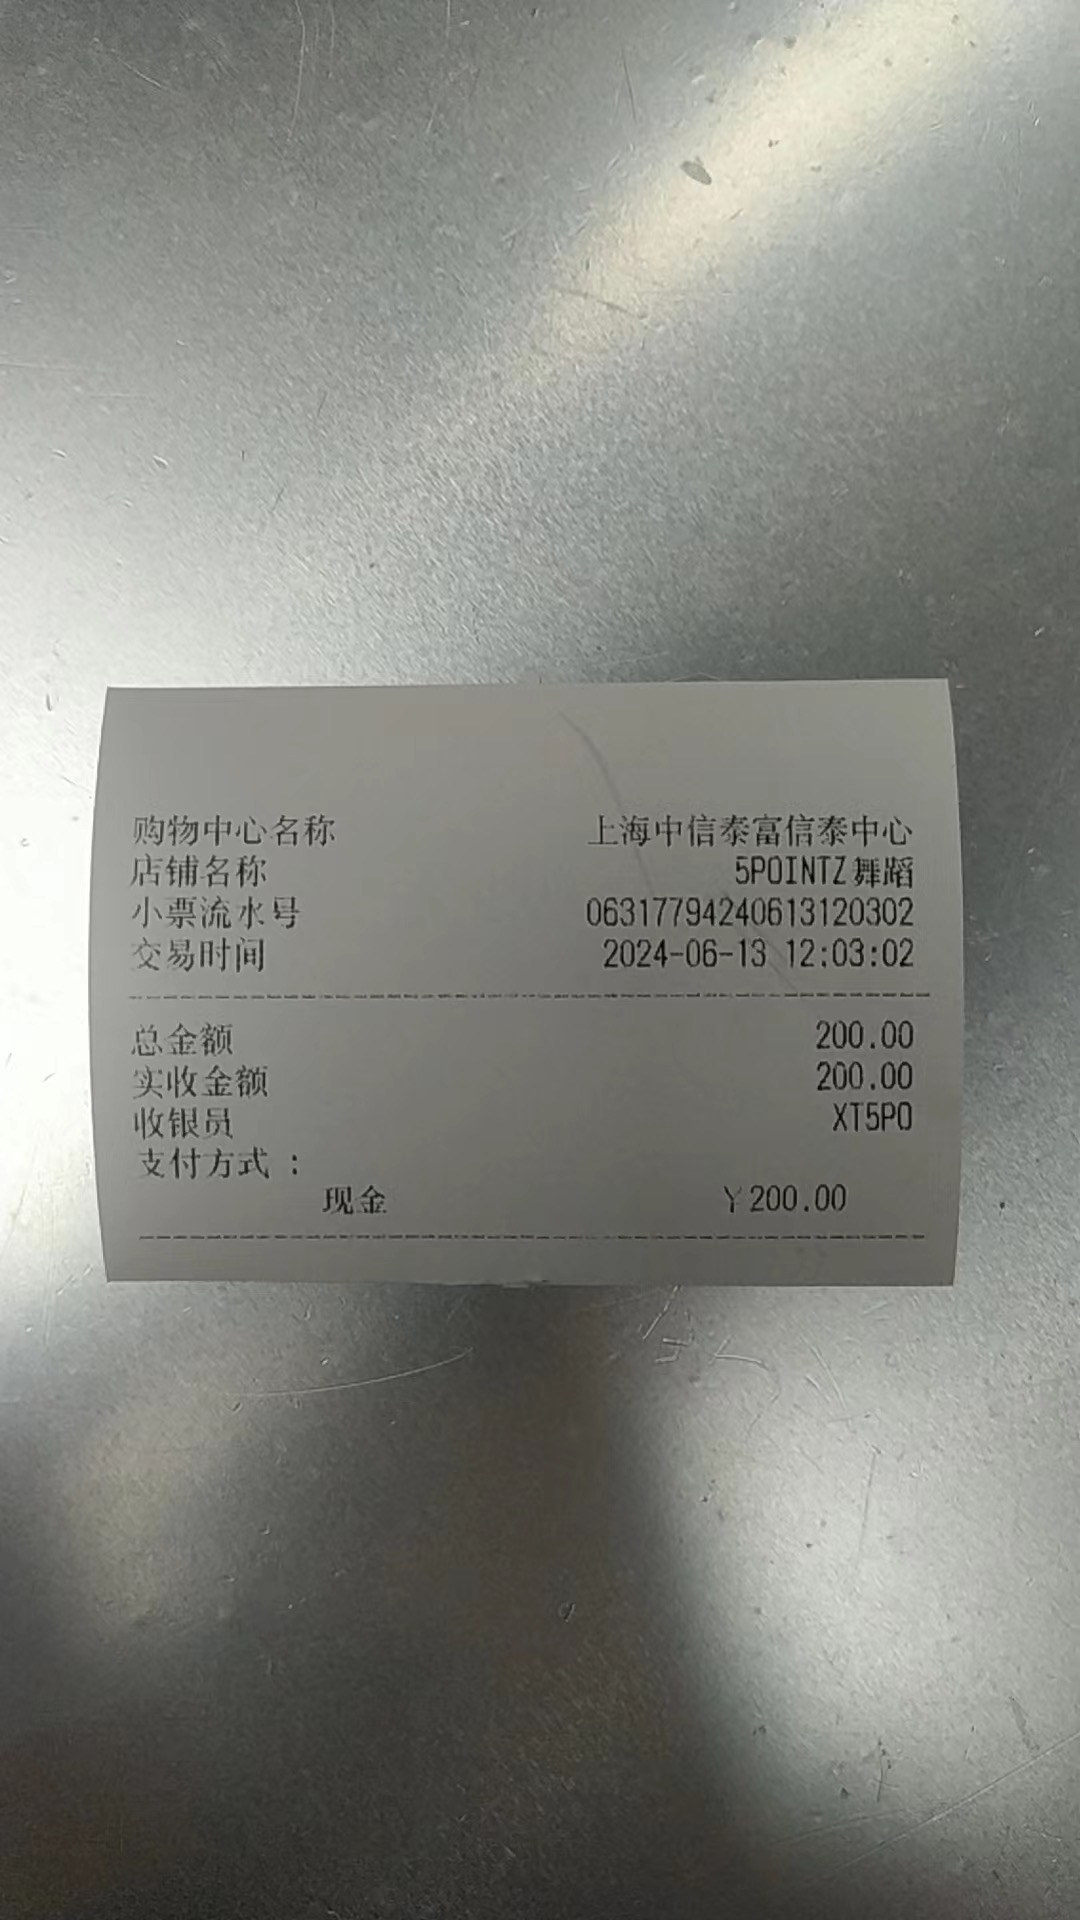 购物中心名称 上海中信泰富信泰中心
店铺名称 5POINTZ舞蹈
小票流水号 06317794240613120302
交易时间 2024-06-13 12:03:02
总金额 200.00
实收金额 200.00
收银员 XT5PO
支付方式：
现金 ¥200.00